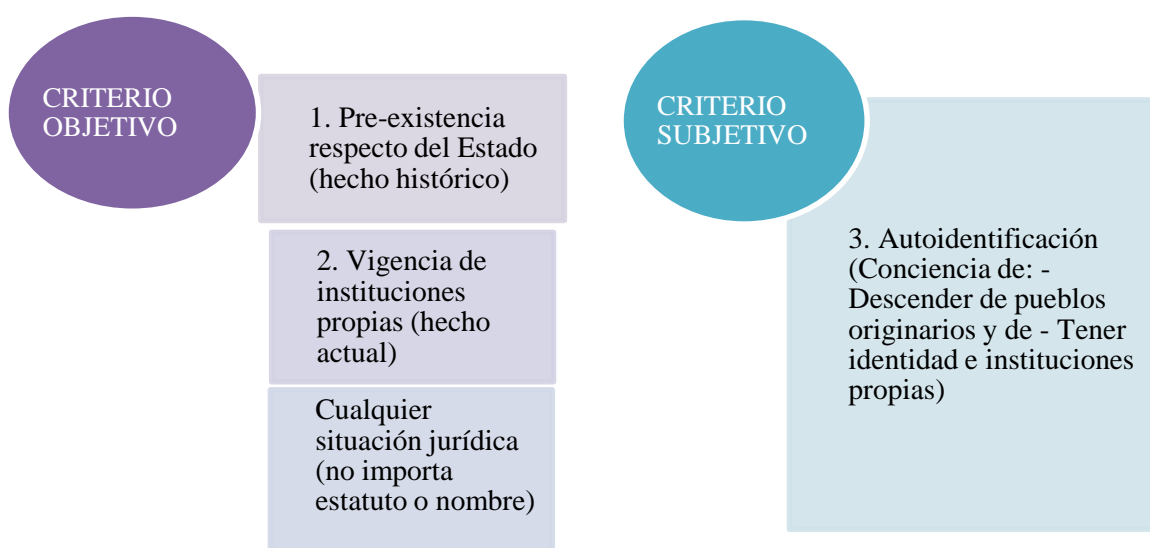 CRITERIO
OBJETIVO
1. Pre-existencia
respecto del Estado
(hecho histórico)
2. Vigencia de
instituciones
propias (hecho
actual)
Cualquier
situación jurídica
(no importa
estatuto o nombre)
CRITERIO
SUBJETIVO
3. Autoidentificación
(Conciencia de: -
Descender de pueblos
originarios y de - Tener
identidad e instituciones
propias)